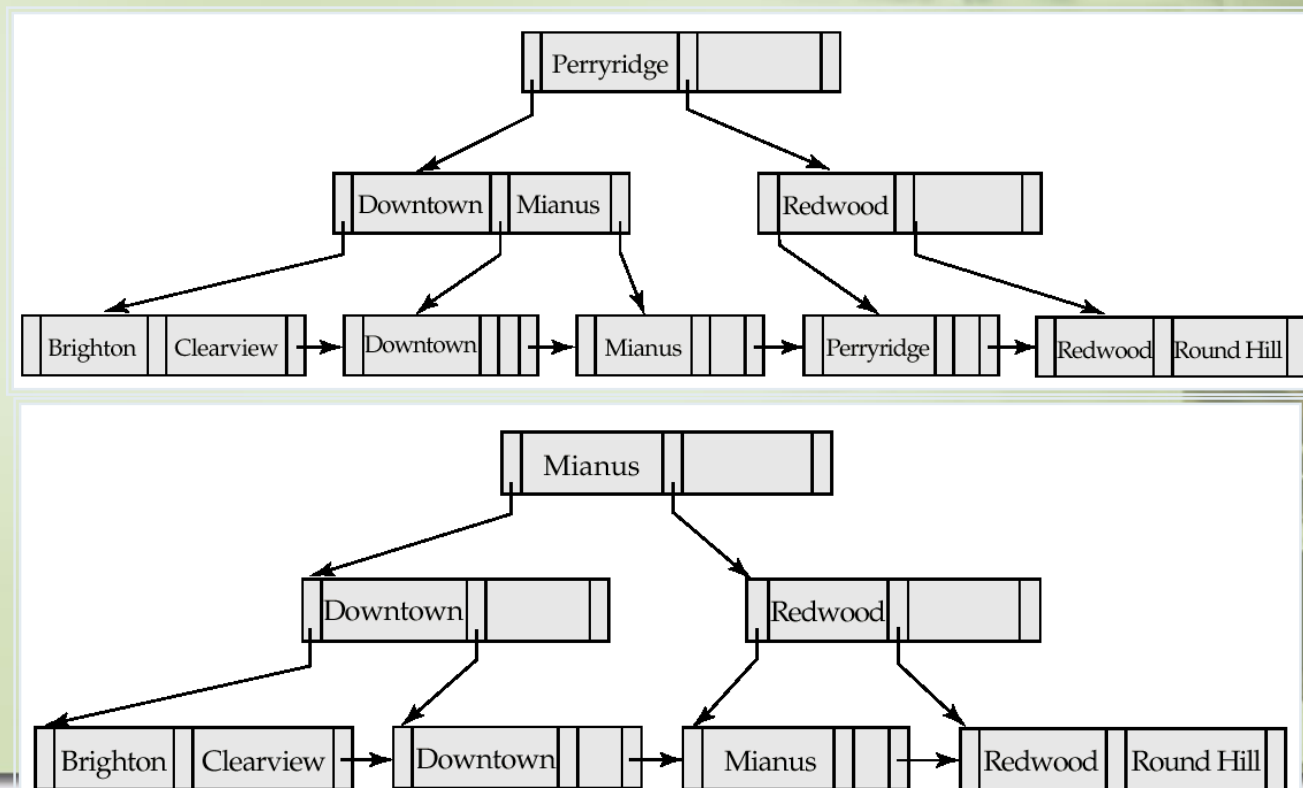 Perryridge
Downtown Mianus Redwood
Brighton Clearview Downtown Mianus Perryridge Redwood Round Hill
Mianus
Downtown Redwood
Brighton Clearview Downtown Mianus Redwood Round Hill